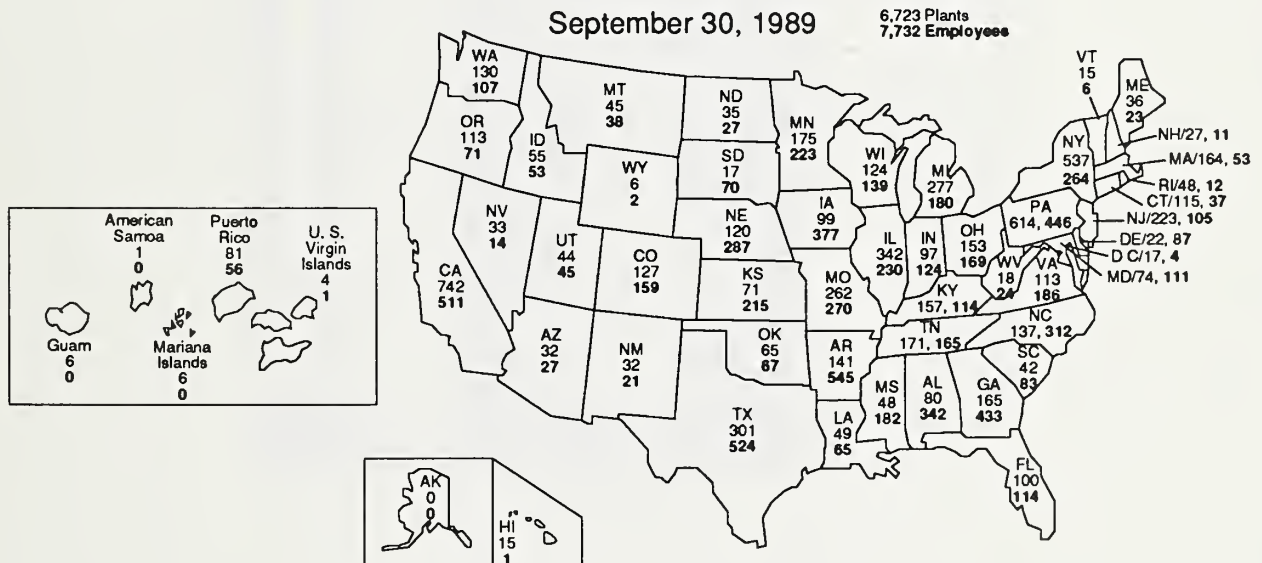 September 30, 1989
6,723 Plants
7,732 Employees
WA
130
107
OR
113
71
ID
55
53
MT
45
38
ND
35
27
SD
17
70
WY
6
2
NV
33
14
CA
742
511
UT
44
45
CO
127
159
NE
120
287
KS
71
215
AZ
32
27
NM
32
21
OK
65
67
TX
301
524
MN
175
223
IA
99
377
MO
262
270
AR
141
545
LA
49
65
WI
124
139
MI
277
180
IL
342
230
IN
97
124
OH
153
169
KY
157, 114
TN
171, 165
MS
48
182
AL
80
342
GA
165
433
FL
100
114
SC
42
83
NC
137, 312
VA
113
186
WV
18
24
PA
614, 446
NY
537
264
VT
15
6
ME
36
23
NH/27, 11
MA/164, 53
RI/48, 12
CT/115, 37
NJ/223, 105
DE/22, 87
D C/17, 4
MD/74, 111
American
Samoa
1
0
Puerto
Rico
81
56
U. S.
Virgin
Islands
4
1
Guam
6
0
Mariana
Islands
6
0
AK
0
0
HI
15
1